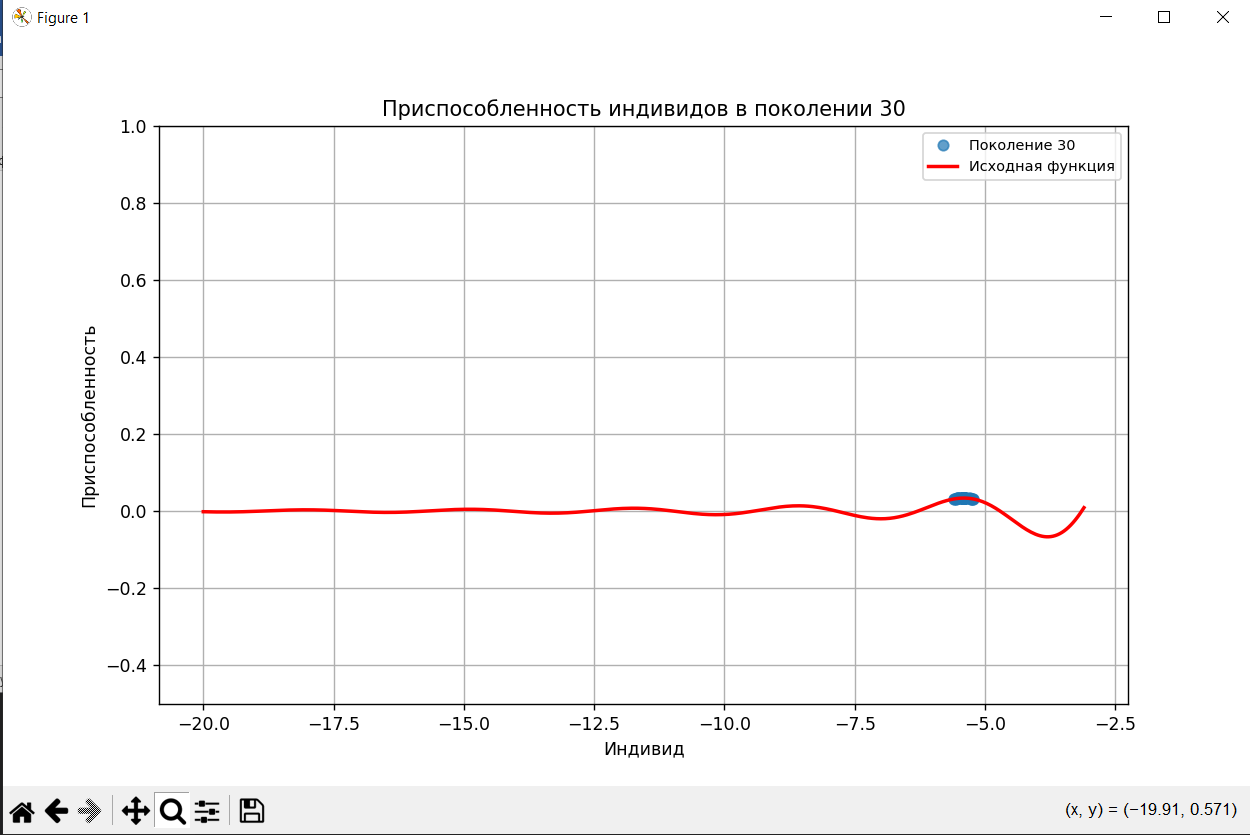 Figure 1
Приспособленность индивидов в поколении 30
Поколение 30
Исходная функция
Приспособленность
1.0
0.8
0.6
0.4
0.2
0.0
−0.2
−0.4
−20.0 −17.5 −15.0 −12.5 −10.0 −7.5 −5.0 −2.5
Индивид
(x, y) = (−19.91, 0.571)